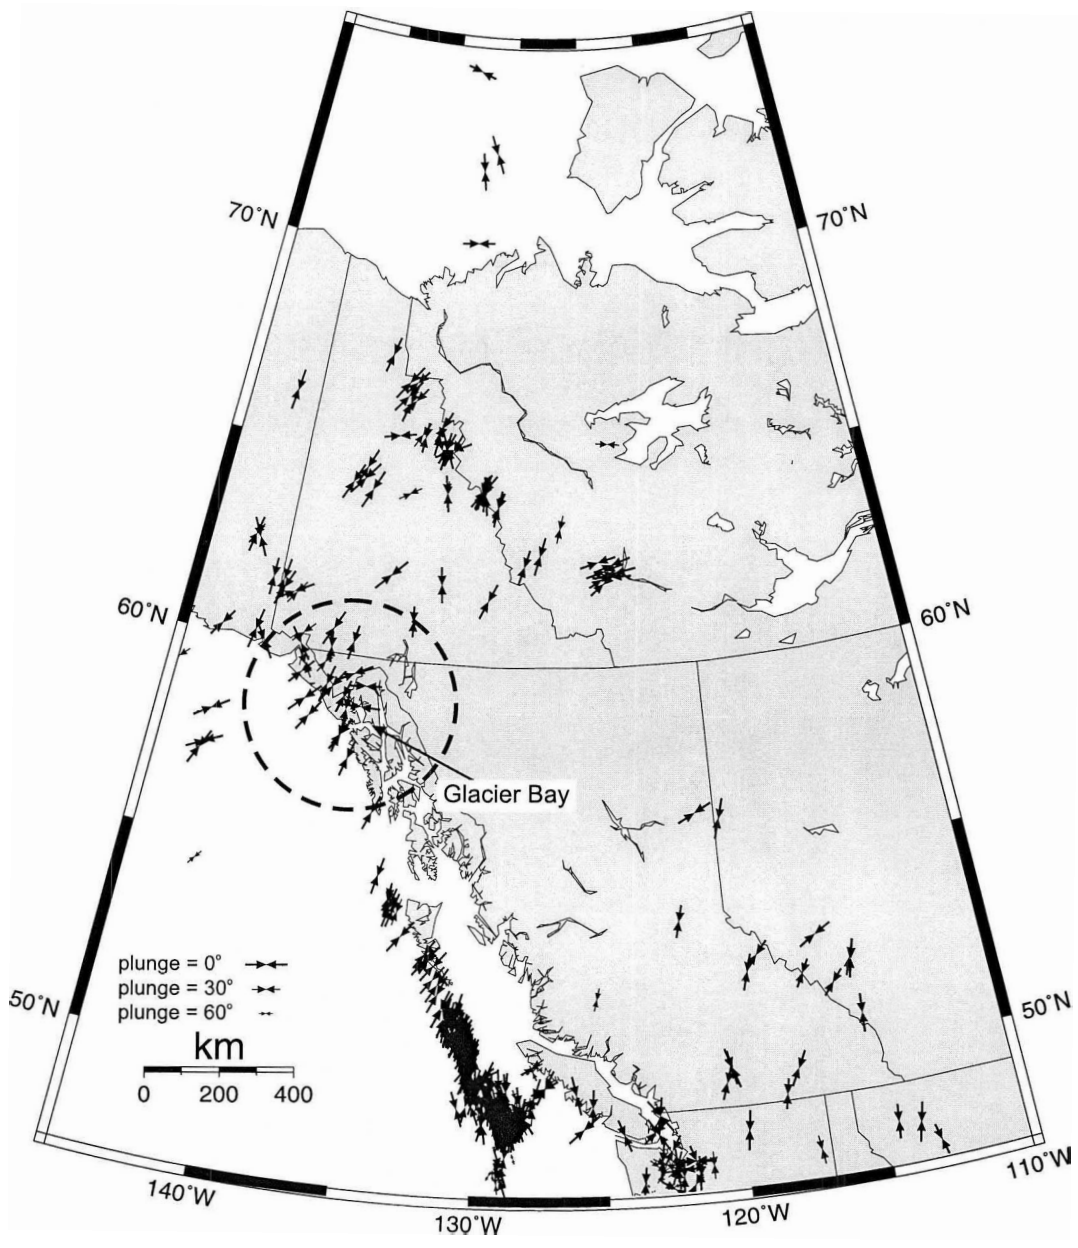 70°N
70°N
60°N
60°N
Glacier Bay
plunge = 0°
plunge = 30°
plunge = 60°
50°N
50°N
km
0 200 400
140°W
130°W
120°W
110°W